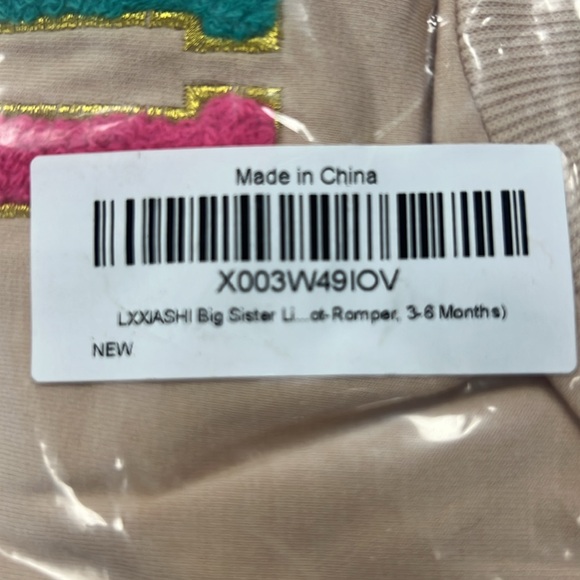 Made in China
X003W49IOV
LXXIASHI Big Sister Li...ot-Romper, 3-6 Months)
NEW